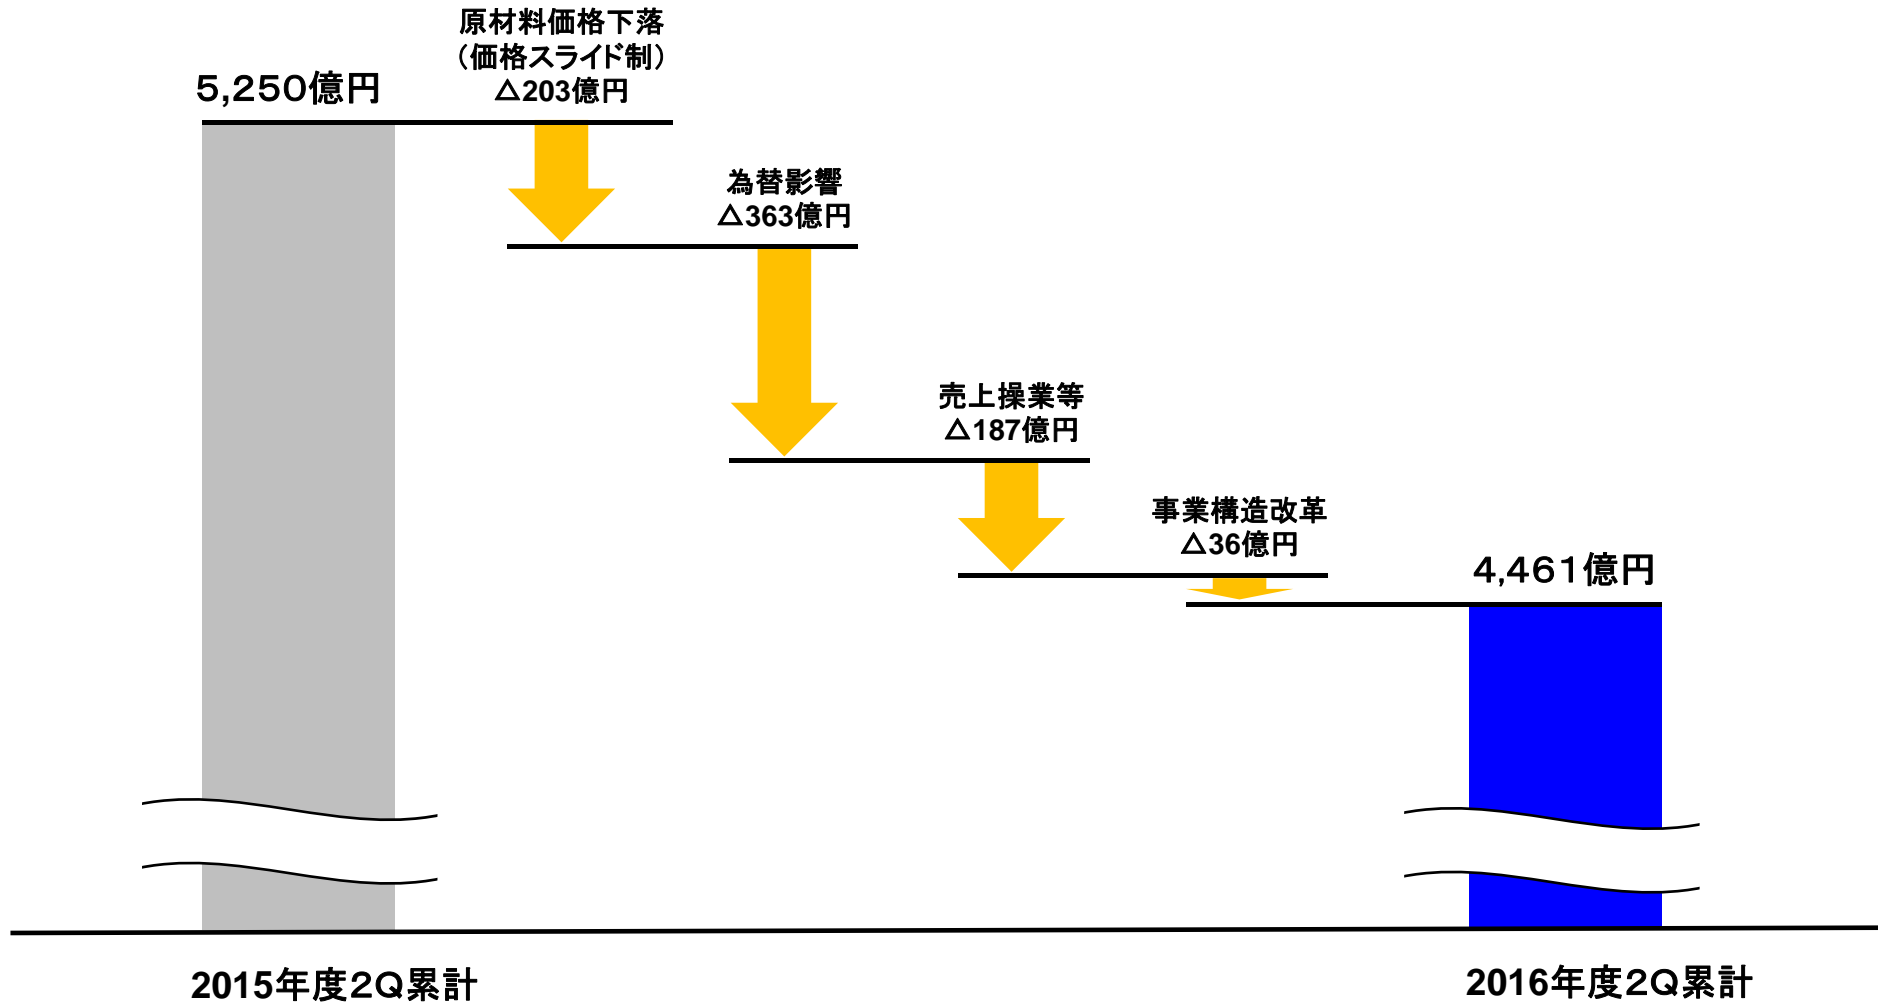 原材料価格下落
(価格スライド制)
△203億円
5,250億円
為替影響
△363億円
売上操業等
△187億円
事業構造改革
△36億円
4,461億円
2015年度2Q累計
2016年度2Q累計